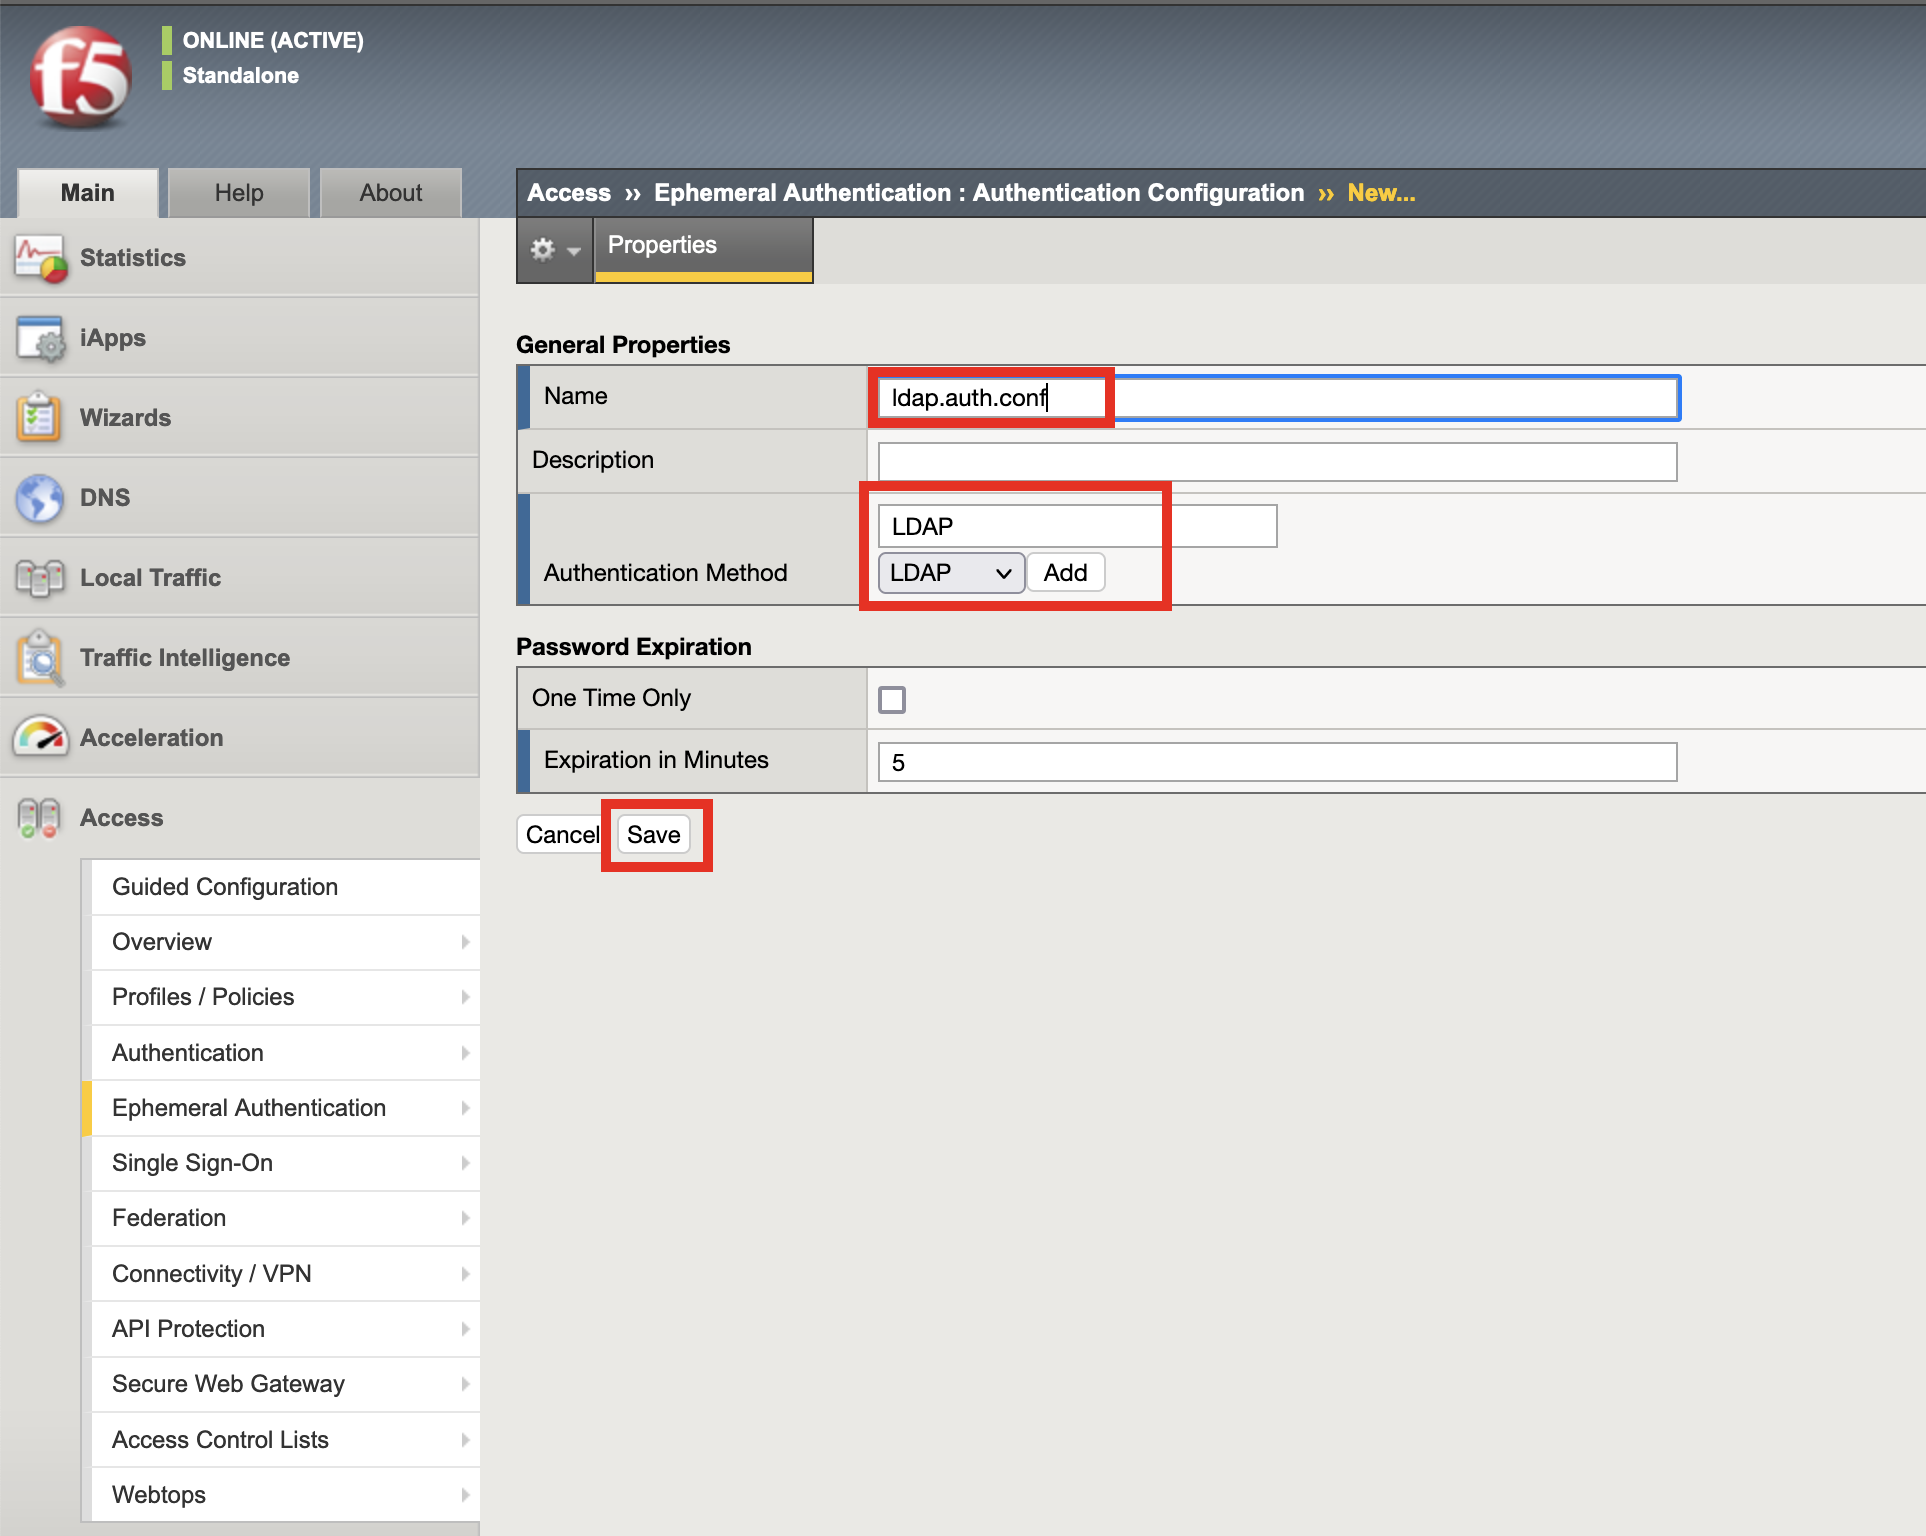 f5
ONLINE (ACTIVE)
Standalone
Main
Help
About
Access ›› Ephemeral Authentication : Authentication Configuration ›› New...
Properties
Statistics
iApps
Wizards
DNS
Local Traffic
Traffic Intelligence
Acceleration
Access
Guided Configuration
Overview
Profiles / Policies
Authentication
Ephemeral Authentication
Single Sign-On
Federation
Connectivity / VPN
API Protection
Secure Web Gateway
Access Control Lists
Webtops
General Properties
Name ldap.auth.conf
Description
LDAP
Authentication Method LDAP Add
Password Expiration
One Time Only
Expiration in Minutes 5
Cancel Save